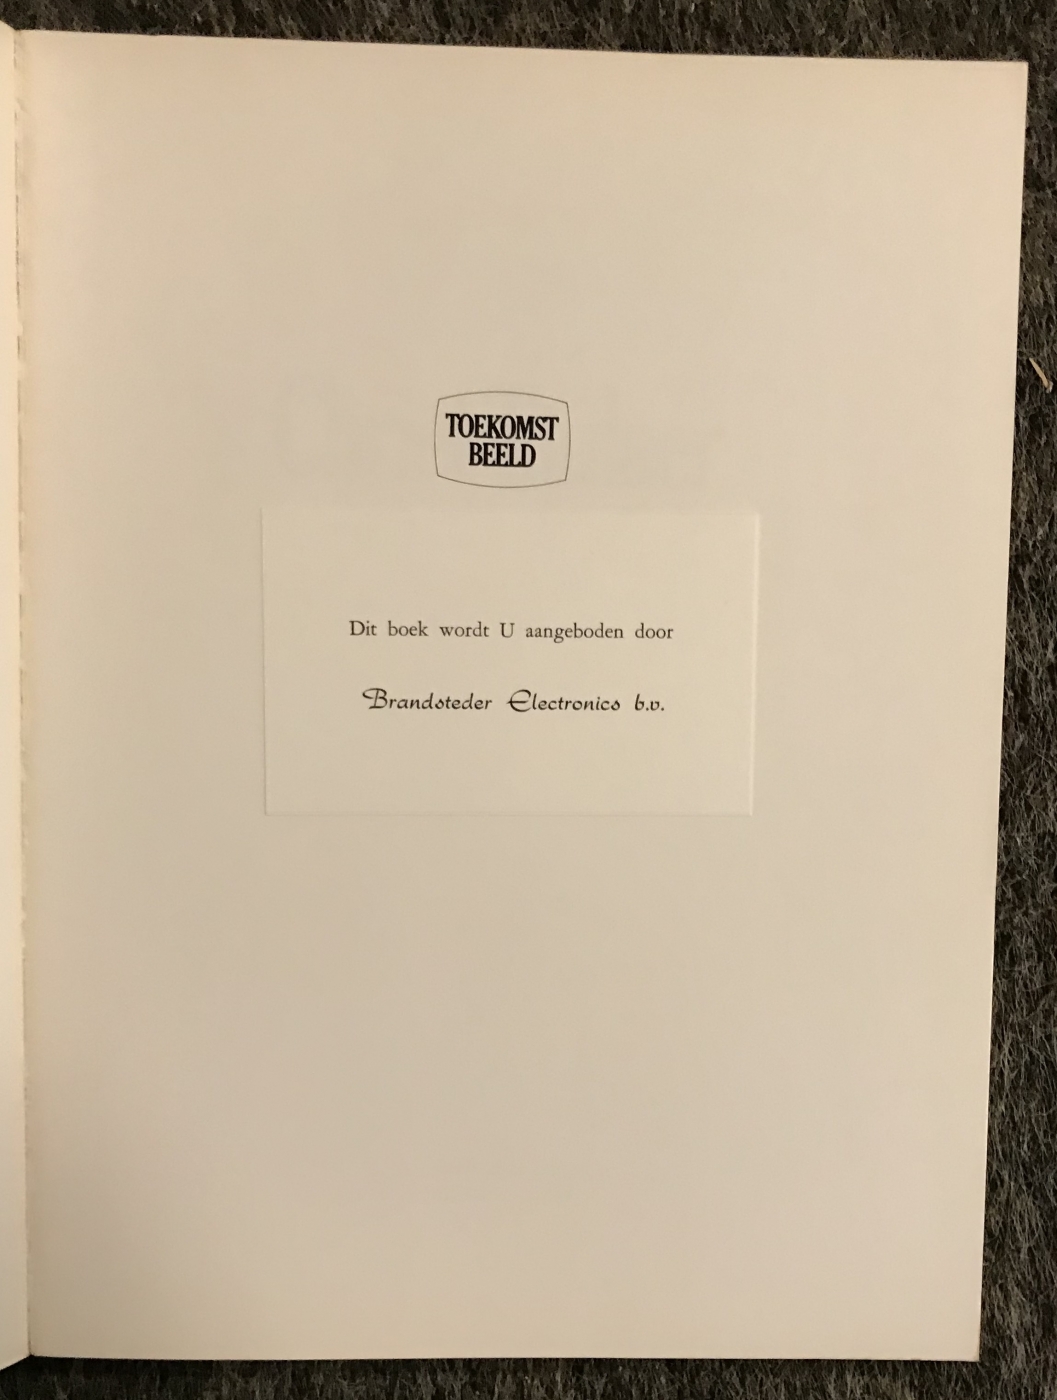 TOEKOMST
BEELD
Dit boek wordt U aangeboden door
Brandsteder Electronics b.v.